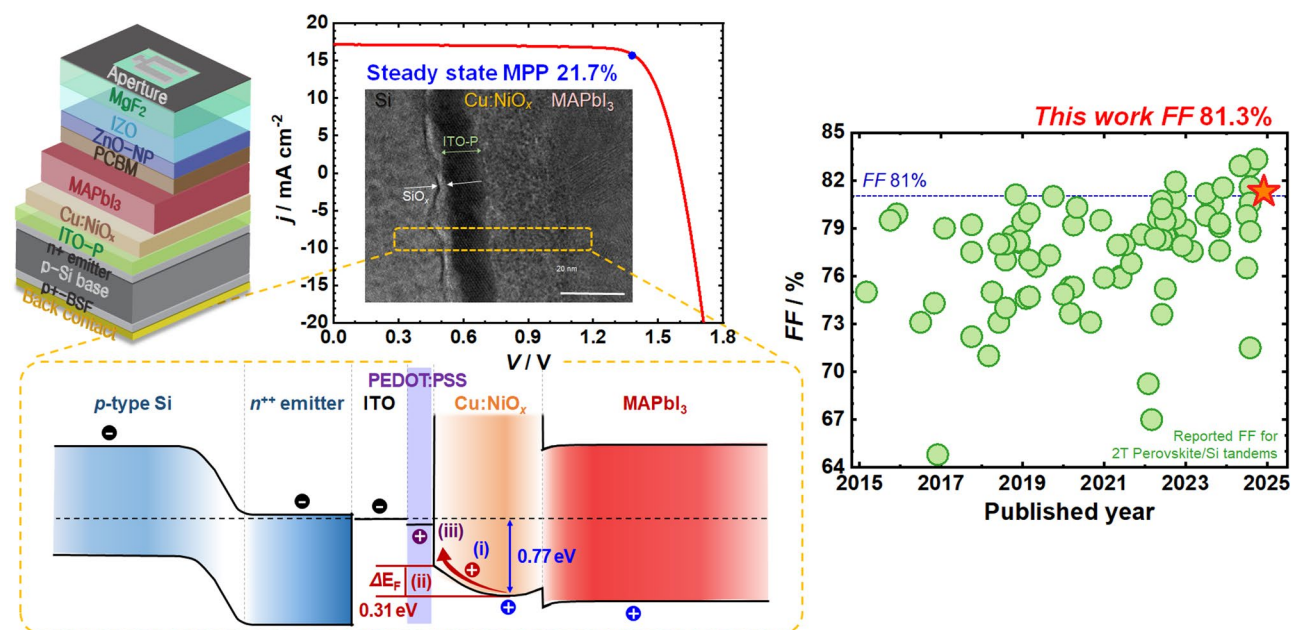 Aperture
MgF2
IZO
ZnO-NP
PCBM
MAPbI3
Cu:NiOx
ITO-P
n+ emitter
p-Si base
p+-BSF
Back contact
20
15
10
5
0
-5
-10
-15
-20
j / mA cm-2
Steady state MPP 21.7%
Si
Cu:NiOx
MAPbI3
ITO-P
SiOx
20 nm
0.0
0.3
0.6
0.9
1.2
1.5
1.8
V / V
This work FF 81.3%
85
82
79
76
73
70
67
64
FF / %
FF 81%
Reported FF for
2T Perovskite/Si tandems
2015
2017
2019
2021
2023
2025
Published year
PEDOT:PSS
p-type Si
n++ emitter
ITO
Cu:NiOx
MAPbI3
(iii)
(i)
0.77 eV
ΔEF
(ii)
0.31 eV